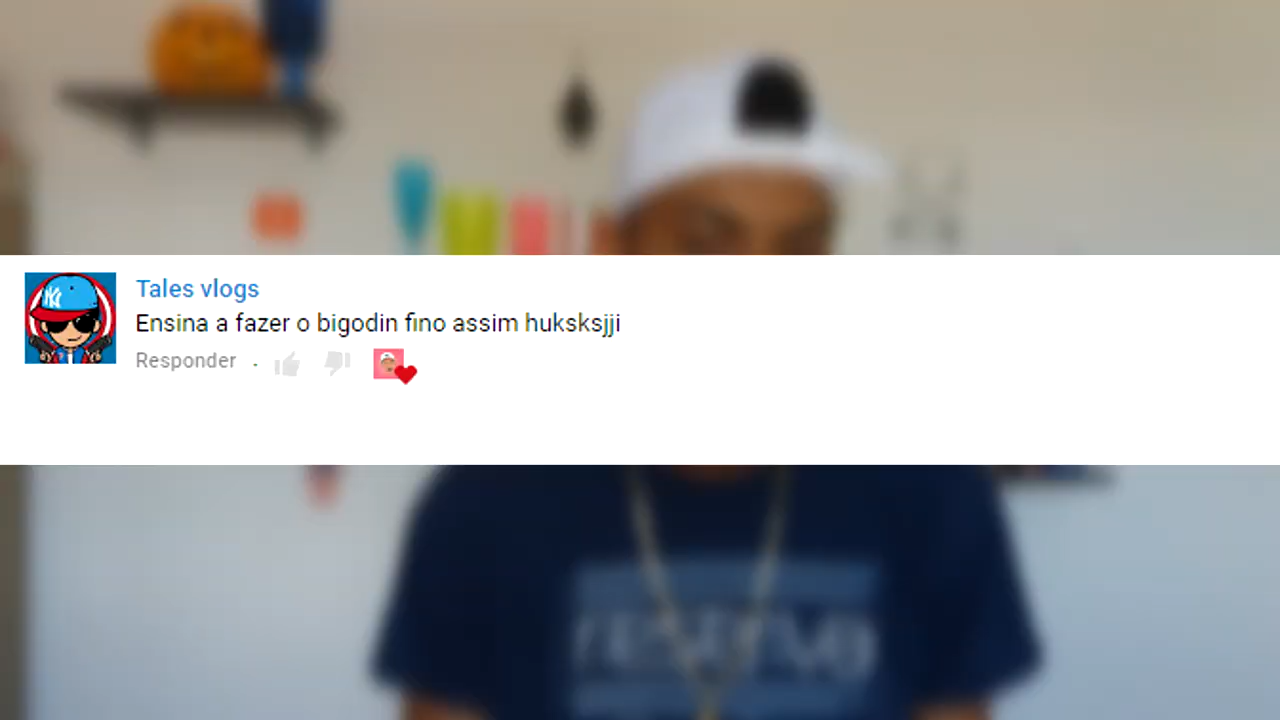 Tales vlogs
Ensina a fazer o bigodin fino assim huksksjji
Responder